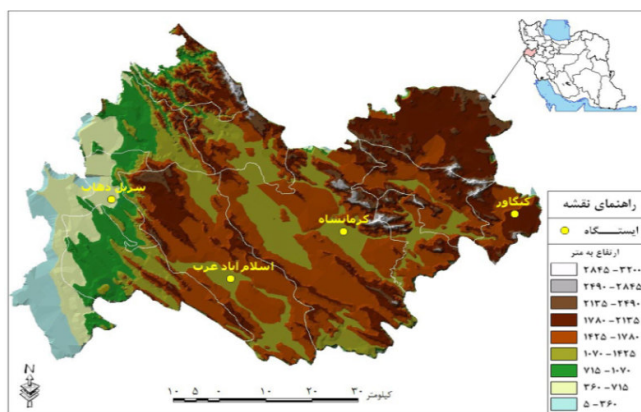 سرپل ذهاب
کرمانشاه
کنگاور
اسلام آباد غرب
راهنمای نقشه
ایستـــگاه
ارتفاع به متر
۲۸۴۵-۳۲۰۰
۲۴۹۰-۲۸۴۵
۲۱۳۵-۲۴۹۰
۱۷۸۰-۲۱۳۵
۱۴۲۵-۱۷۸۰
۱۰۷۰-۱۴۲۵
۷۱۵-۱۰۷۰
۳۶۰-۷۱۵
۵-۳۶۰
N
۱۰ ۵ ۰ ۱۰ ۲۰ ۳۰
کیلومتر